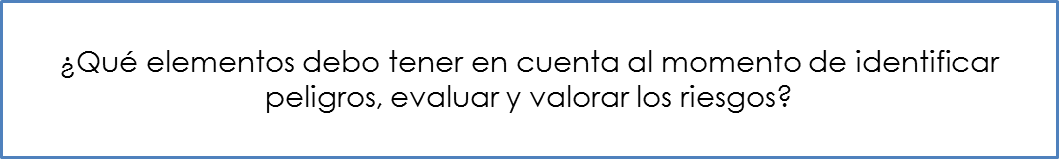 ¿Qué elementos debo tener en cuenta al momento de identificar
peligros, evaluar y valorar los riesgos?